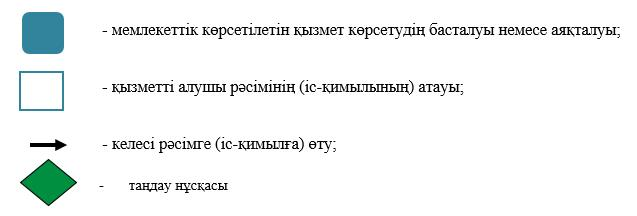 - мемлекеттік көрсетілетін қызмет көрсетудің басталуы немесе аяқталуы;
- қызметті алушы рәсімінің (іс-қимылының) атауы;
- келесі рәсімге (іс-қимылға) өту;
- таңдау нұсқасы